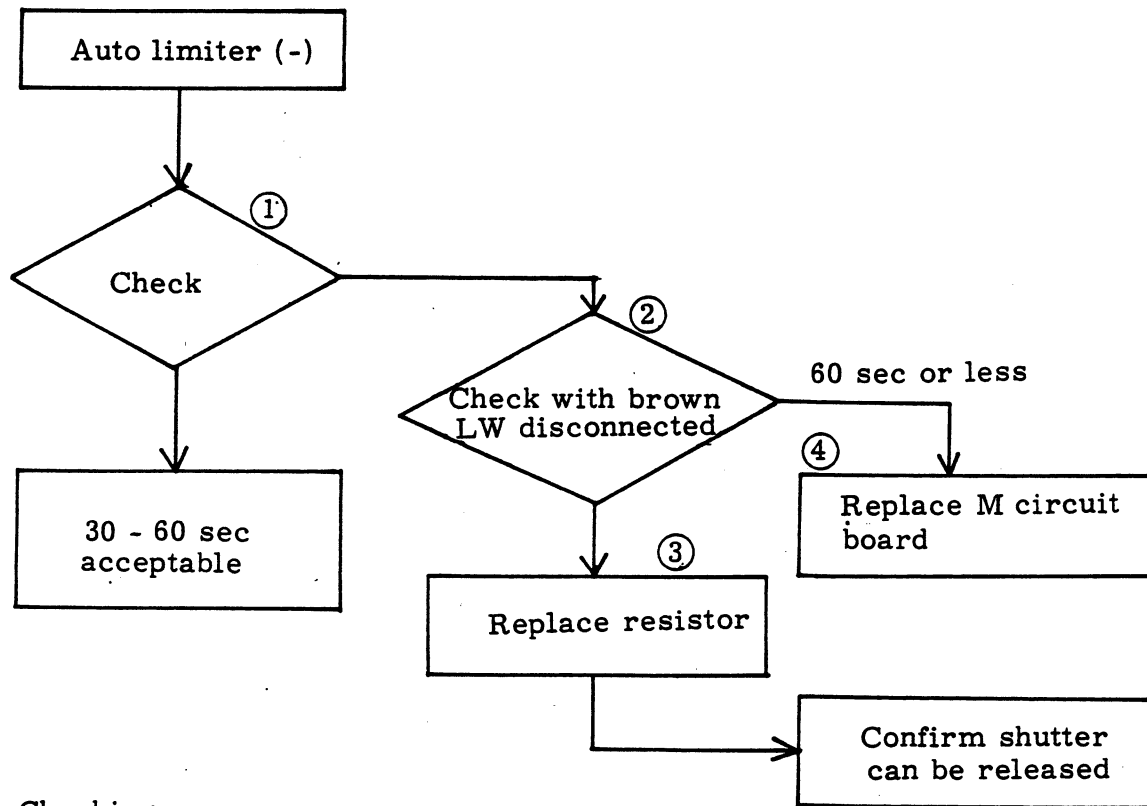 Auto limiter (-)
①
Check
②
Check with brown
LW disconnected
60 sec or less
30 - 60 sec
acceptable
③
Replace resistor
④
Replace M circuit
board
Confirm shutter
can be released